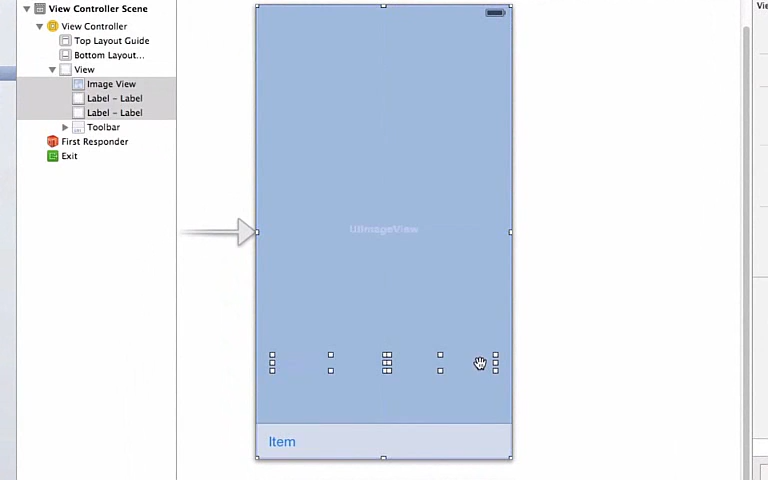 View Controller Scene
View Controller
Top Layout Guide
Bottom Layout...
View
Image View
Label - Label
Label - Label
Toolbar
First Responder
Exit
UIImageView
Item